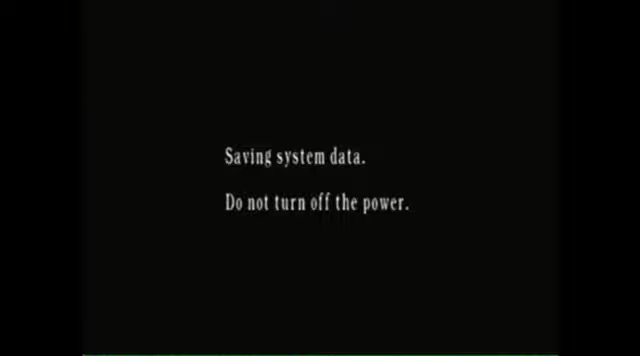 Saving system data.
Do not turn off the power.